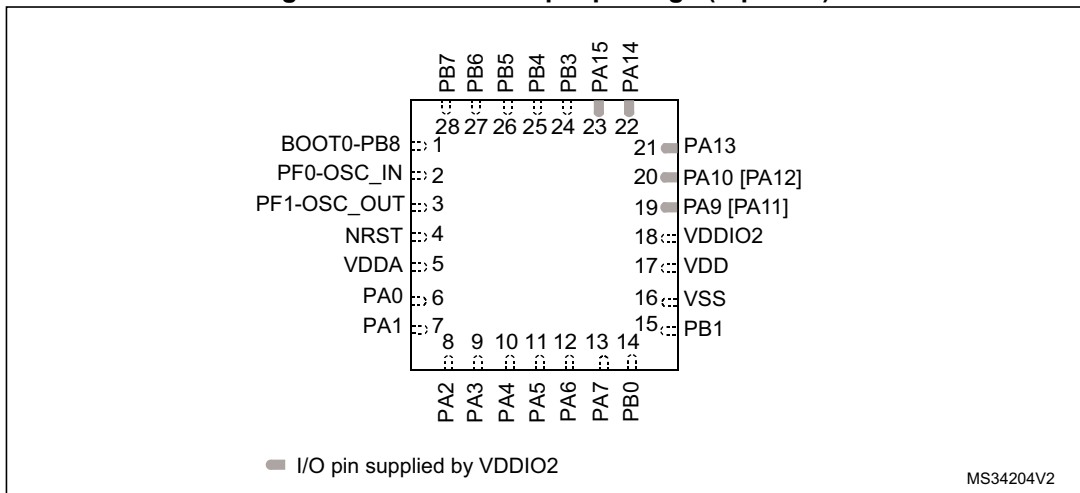 PB7
PB6
PB5
PB4
PB3
PA15
PA14
28 27 26 25 24 23 22
BOOT0-PB8 1
PF0-OSC_IN 2
PF1-OSC_OUT 3
NRST 4
VDDA 5
PA0 6
PA1 7
21 PA13
20 PA10 [PA12]
19 PA9 [PA11]
18 VDDIO2
17 VDD
16 VSS
15 PB1
8 9 10 11 12 13 14
PA2
PA3
PA4
PA5
PA6
PA7
PB0
I/O pin supplied by VDDIO2
MS34204V2